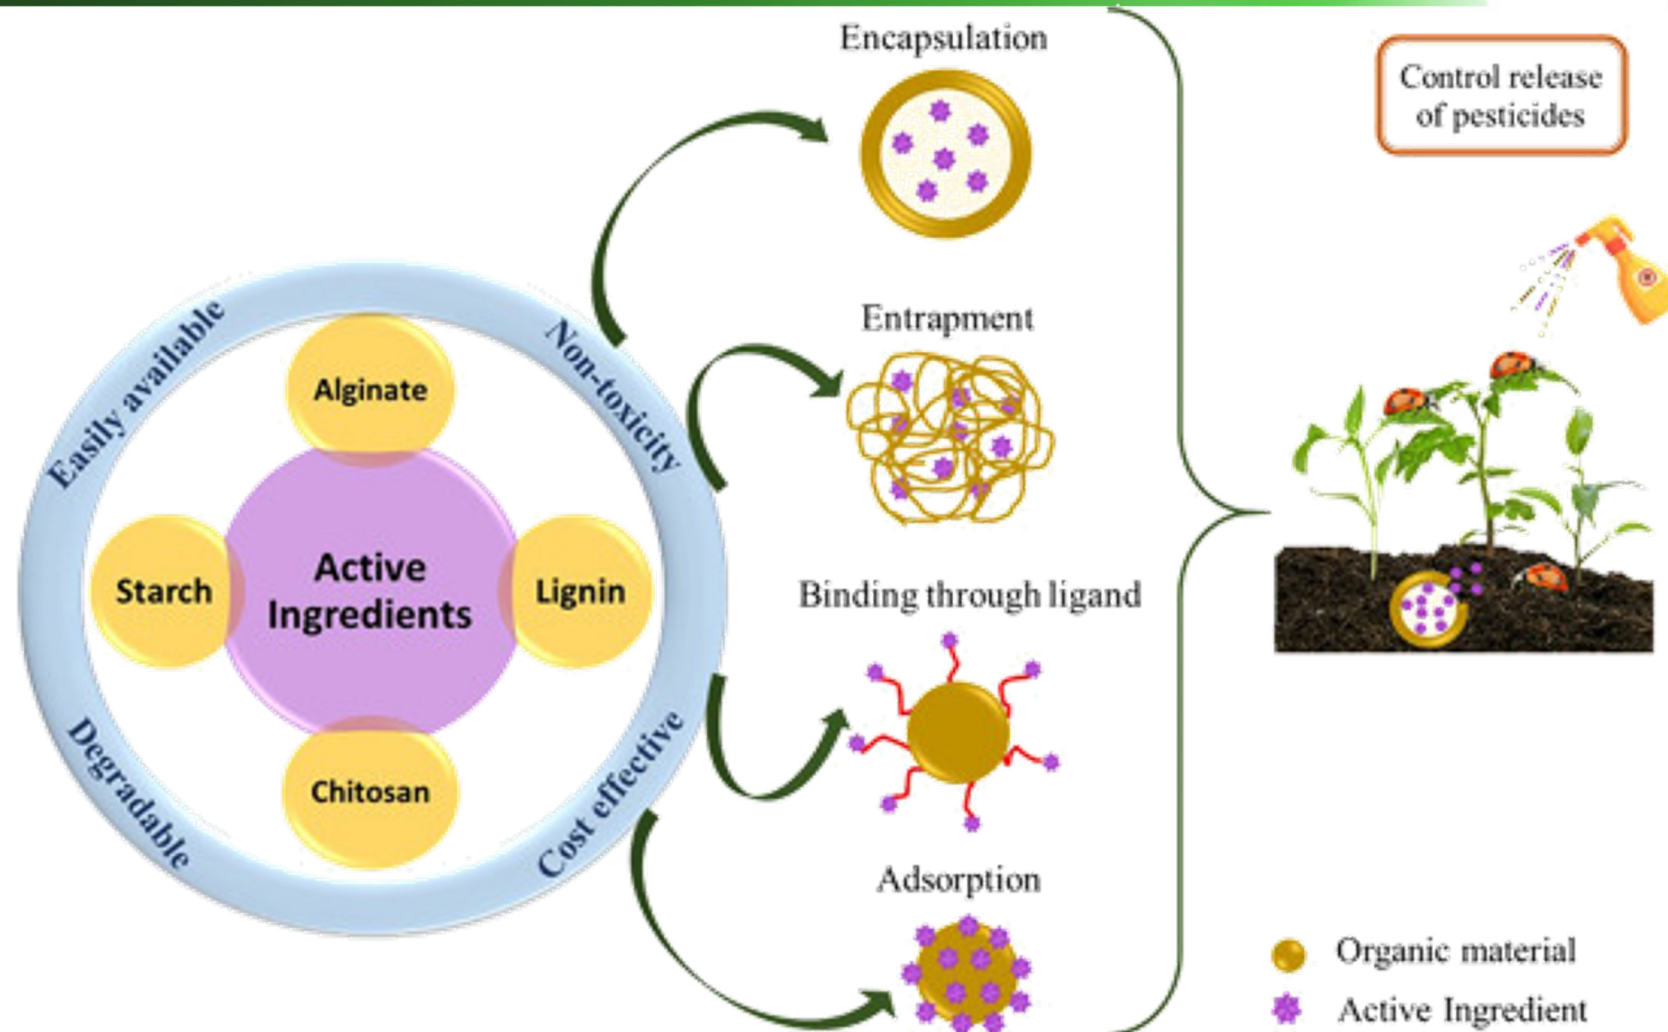 Encapsulation
Control release
of pesticides
Easily available
Non-toxicity
Alginate
Entrapment
Starch
Active
Ingredients
Lignin
Binding through ligand
Chitosan
Degradable
Cost effective
Adsorption
Organic material
Active Ingredient